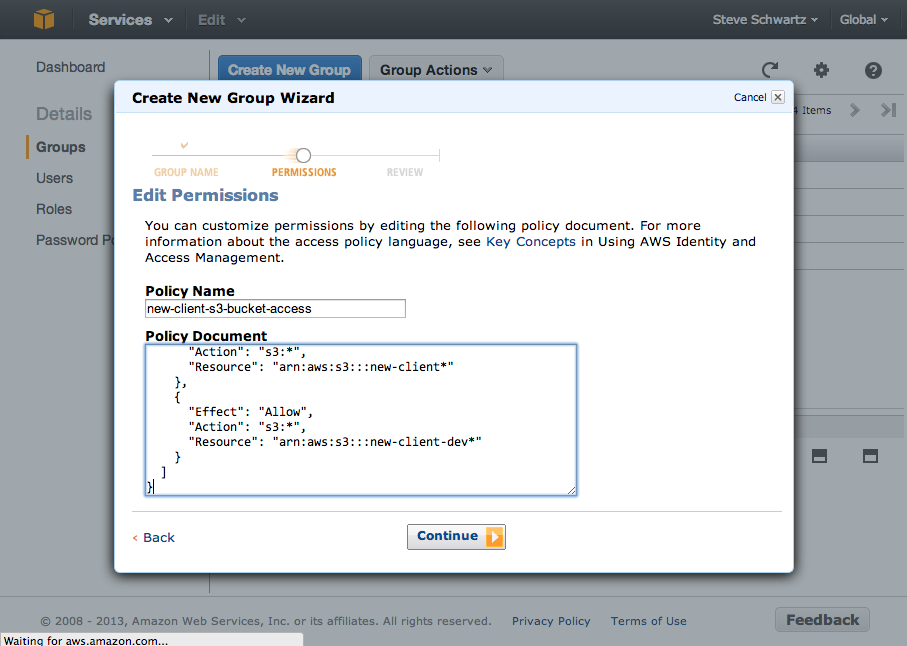 Services Edit Steve Schwartz Global
Dashboard
Create New Group Group Actions
Details
Groups
Users
Roles
Password
4 Items
Create New Group Wizard
Cancel
GROUP NAME PERMISSIONS REVIEW
Edit Permissions
You can customize permissions by editing the following policy document. For more
information about the access policy language, see Key Concepts in Using AWS Identity and
Access Management.
Policy Name
new-client-s3-bucket-access
Policy Document
"Action": "s3:*",
"Resource": "arn:aws:s3:::new-client*"
},
{
"Effect": "Allow",
"Action": "s3:*",
"Resource": "arn:aws:s3:::new-client-dev*"
}
]
}
< Back
Continue
© 2008 - 2013, Amazon Web Services, Inc. or its affiliates. All rights reserved. Privacy Policy Terms of Use Feedback
Waiting for aws.amazon.com...